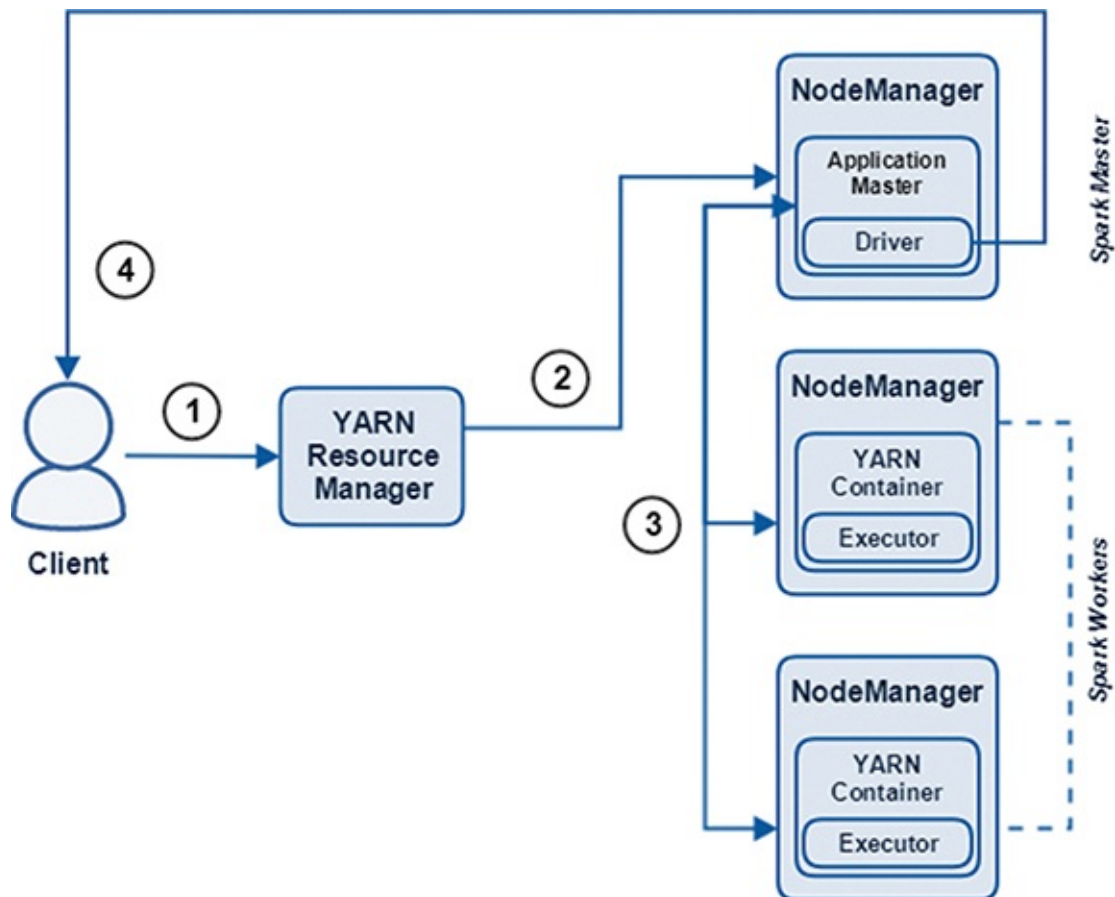 NodeManager
Application
Master
Driver
Spark Master
4
2
1
YARN
Resource
Manager
Client
3
NodeManager
YARN
Container
Executor
Spark Workers
NodeManager
YARN
Container
Executor